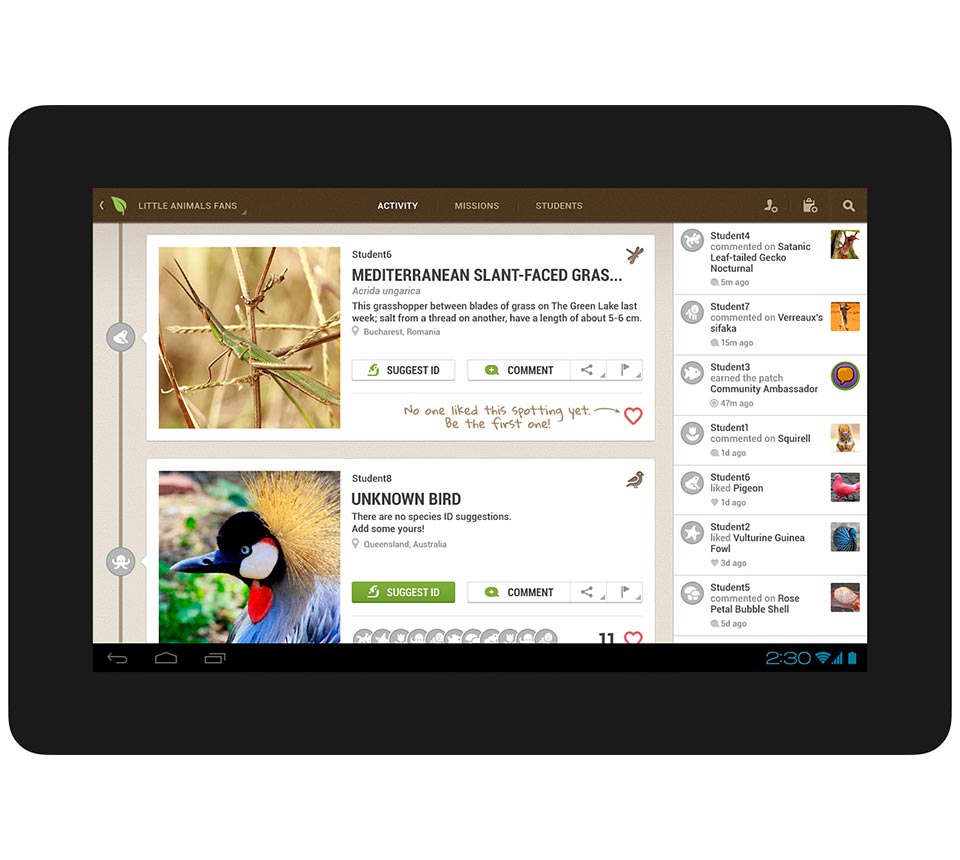 LITTLE ANIMALS FANS
ACTIVITY
MISSIONS
STUDENTS
Student6
MEDITERRANEAN SLANT-FACED GRAS...
Acrida ungarica
This grasshopper between blades of grass on The Green Lake last
week; salt from a thread on another, have a length of about 5-6 cm.
Bucharest, Romania
SUGGEST ID
COMMENT
No one liked this spotting yet.
Be the first one!
Student8
UNKNOWN BIRD
There are no species ID suggestions.
Add some yours!
Queensland, Australia
SUGGEST ID
COMMENT
11
Student4
commented on Satanic
Leaf-tailed Gecko
Nocturnal
5m ago
Student7
commented on Verreaux's
sifaka
15m ago
Student3
earned the patch
Community Ambassador
47m ago
Student1
commented on Squirell
1d ago
Student6
liked Pigeon
1d ago
Student2
liked Vulturine Guinea
Fowl
3d ago
Student5
commented on Rose
Petal Bubble Shell
5d ago
2:30